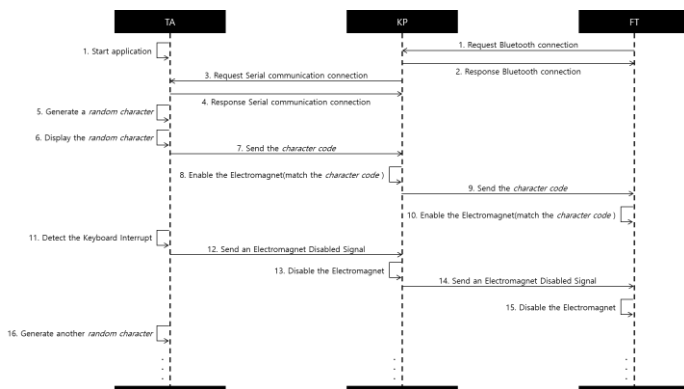 TA KP FT
1. Start application
1. Request Bluetooth connection
2. Response Bluetooth connection
3. Request Serial communication connection
4. Response Serial communication connection
5. Generate a random character
6. Display the random character
7. Send the character code
8. Enable the Electromagnet(match the character code )
9. Send the character code
10. Enable the Electromagnet(match the character code )
11. Detect the Keyboard Interrupt
12. Send an Electromagnet Disabled Signal
13. Disable the Electromagnet
14. Send an Electromagnet Disabled Signal
15. Disable the Electromagnet
16. Generate another random character